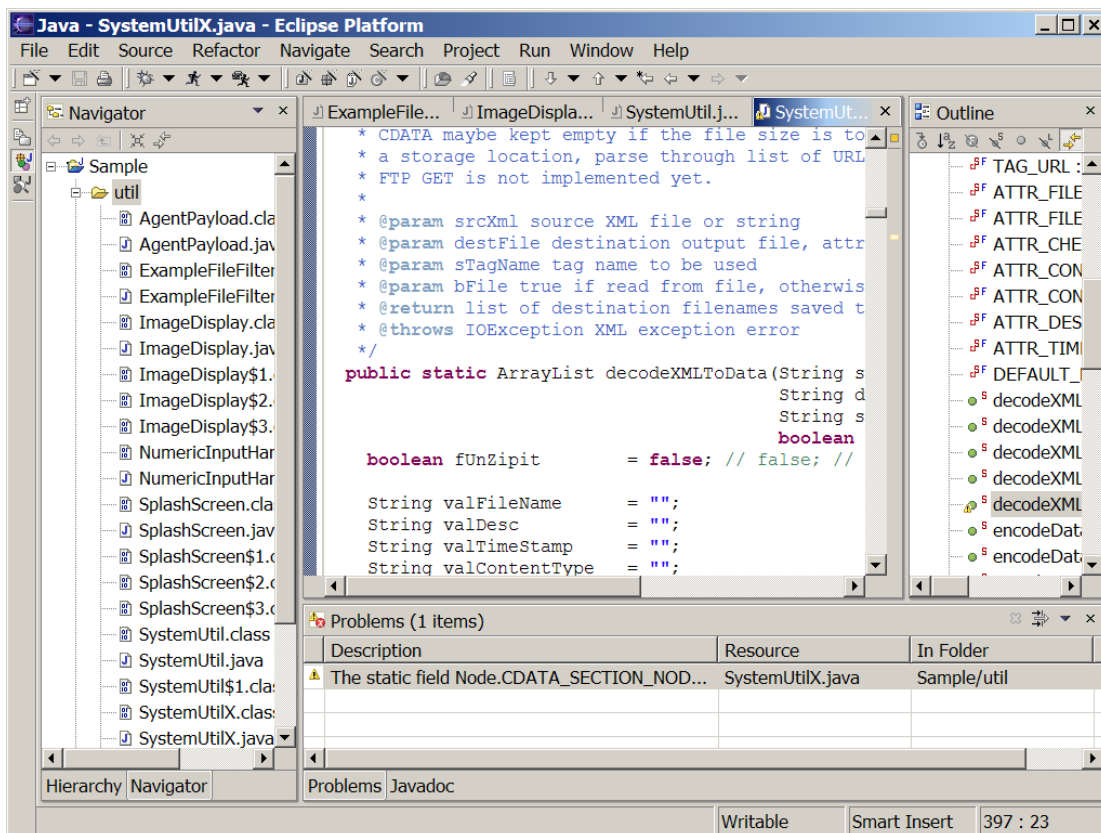 Java - SystemUtilX.java - Eclipse Platform
File Edit Source Refactor Navigate Search Project Run Window Help
Navigator
Sample
util
AgentPayload.cla
AgentPayload.jav
ExampleFileFilter
ExampleFileFilter
ImageDisplay.cla
ImageDisplay.jav
ImageDisplay$1.
ImageDisplay$2.
ImageDisplay$3.
NumericInputHar
NumericInputHar
SplashScreen.cla
SplashScreen.jav
SplashScreen$1.c
SplashScreen$2.c
SplashScreen$3.c
SystemUtil.class
SystemUtil.java
SystemUtil$1.cla
SystemUtilX.class
SystemUtilX.java
Hierarchy Navigator
ExampleFile... ImageDispla... SystemUtil.j... SystemUt...
* CDATA maybe kept empty if the file size is to
* a storage location, parse through list of URL
* FTP GET is not implemented yet.
*
* @param srcXml source XML file or string
* @param destFile destination output file, attr
* @param sTagName tag name to be used
* @param bFile true if read from file, otherwis
* @return list of destination filenames saved t
* @throws IOException XML exception error
*/
public static ArrayList decodeXMLToData(String s
String d
String s
boolean
boolean fUnZipit = false; // false; //
String valFileName = "";
String valDesc = "";
String valTimeStamp = "";
String valContentType = "";
Outline
TAG_URL :
ATTR_FILE
ATTR_FILE
ATTR_CHE
ATTR_CON
ATTR_CON
ATTR_DES
ATTR_TIM
DEFAULT_
decodeXML
decodeXML
decodeXML
decodeXML
decodeXML
encodeData
encodeData
Problems (1 items)
Description Resource In Folder
The static field Node.CDATA_SECTION_NOD... SystemUtilX.java Sample/util
Problems Javadoc
Writable Smart Insert 397 : 23